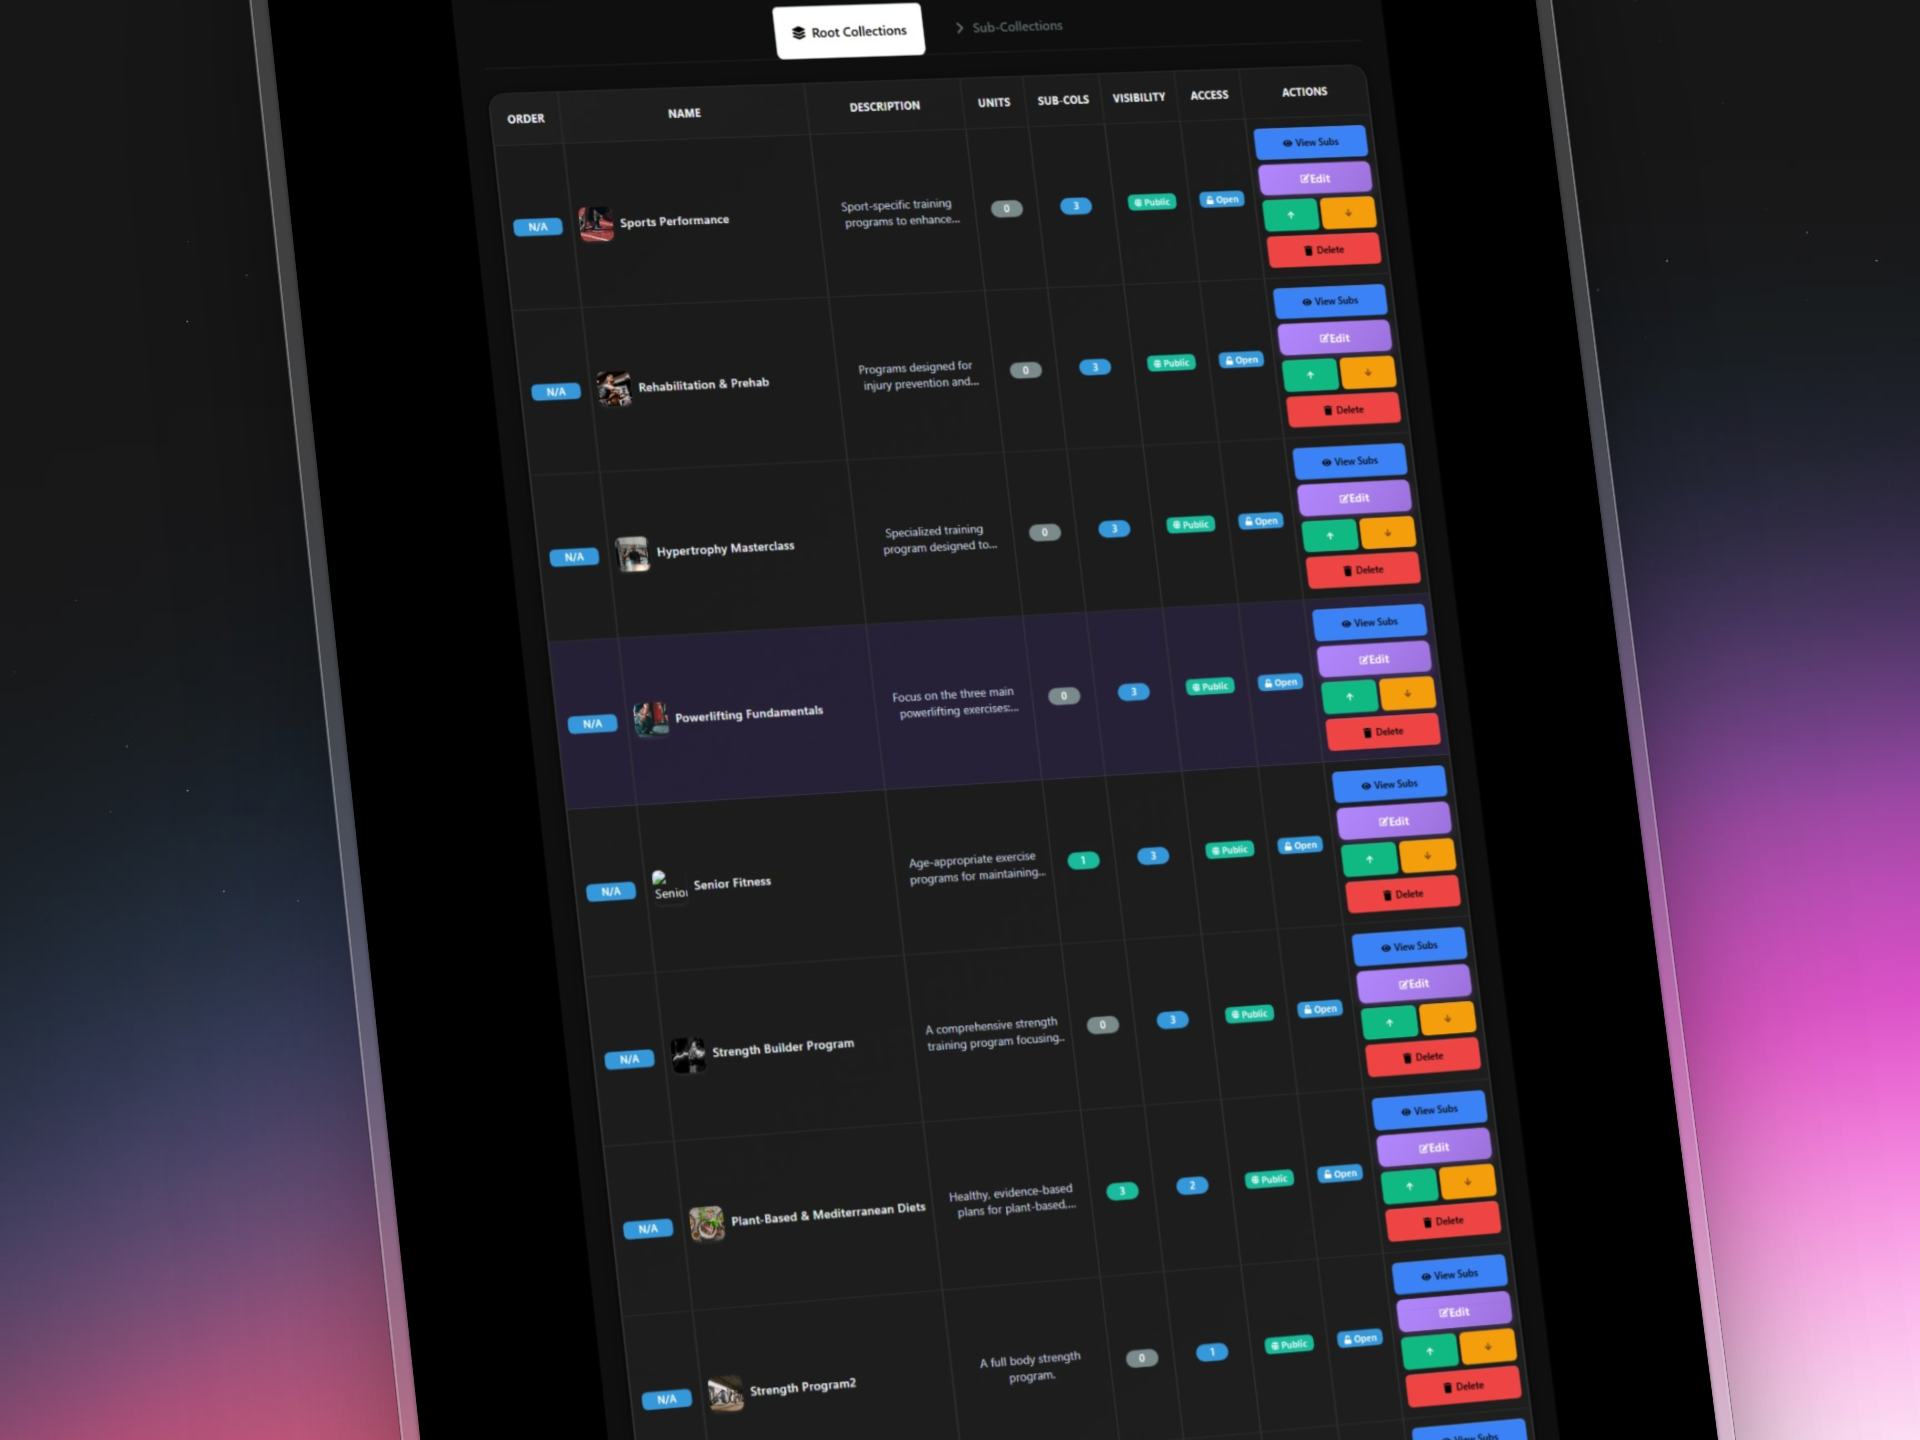 Root Collections
Sub-Collections
ORDER NAME DESCRIPTION UNITS SUB-COLS VISIBILITY ACCESS ACTIONS
N/A Sports Performance
Sport-specific training
programs to enhance...
0 3 Public Open
View Subs
Edit
Delete
N/A Rehabilitation & Prehab
Programs designed for
injury prevention and...
0 3 Public Open
View Subs
Edit
Delete
N/A Hypertrophy Masterclass
Specialized training
program designed to...
0 3 Public Open
View Subs
Edit
Delete
N/A Powerlifting Fundamentals
Focus on the three main
powerlifting exercises:...
0 3 Public Open
View Subs
Edit
Delete
N/A Senior Senior Fitness
Age-appropriate exercise
programs for maintaining...
1 3 Public Open
View Subs
Edit
Delete
N/A Strength Builder Program
A comprehensive strength
training program focusing...
0 3 Public Open
View Subs
Edit
Delete
N/A Plant-Based & Mediterranean Diets
Healthy, evidence-based
plans for plant-based,...
3 2 Public Open
View Subs
Edit
Delete
N/A Strength Program2
A full body strength
program.
0 1 Public Open
View Subs
Edit
Delete
View Subs